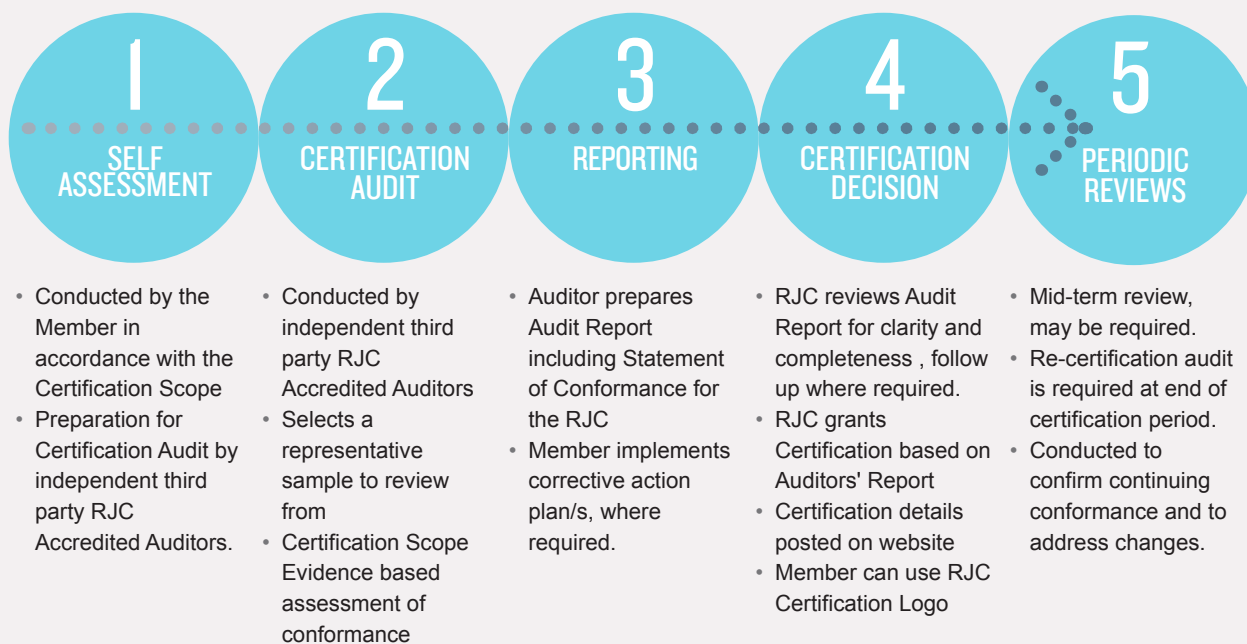 1
SELF
ASSESSMENT
• Conducted by the
Member in
accordance with the
Certification Scope
• Preparation for
Certification Audit by
independent third
party RJC
Accredited Auditors.
2
CERTIFICATION
AUDIT
• Conducted by
independent third
party RJC
Accredited Auditors
• Selects a
representative
sample to review
from
• Certification Scope
Evidence based
assessment of
conformance
3
REPORTING
• Auditor prepares
Audit Report
including Statement
of Conformance for
the RJC
• Member implements
corrective action
plan/s, where
required.
4
CERTIFICATION
DECISION
• RJC reviews Audit
Report for clarity and
completeness , follow
up where required.
• RJC grants
Certification based on
Auditors' Report
• Certification details
posted on website
• Member can use RJC
Certification Logo
5
PERIODIC
REVIEWS
• Mid-term review,
may be required.
• Re-certification audit
is required at end of
certification period.
• Conducted to
confirm continuing
conformance and to
address changes.